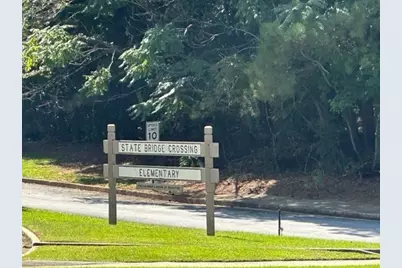 10
STATE BRIDGE CROSSING
ELEMENTARY